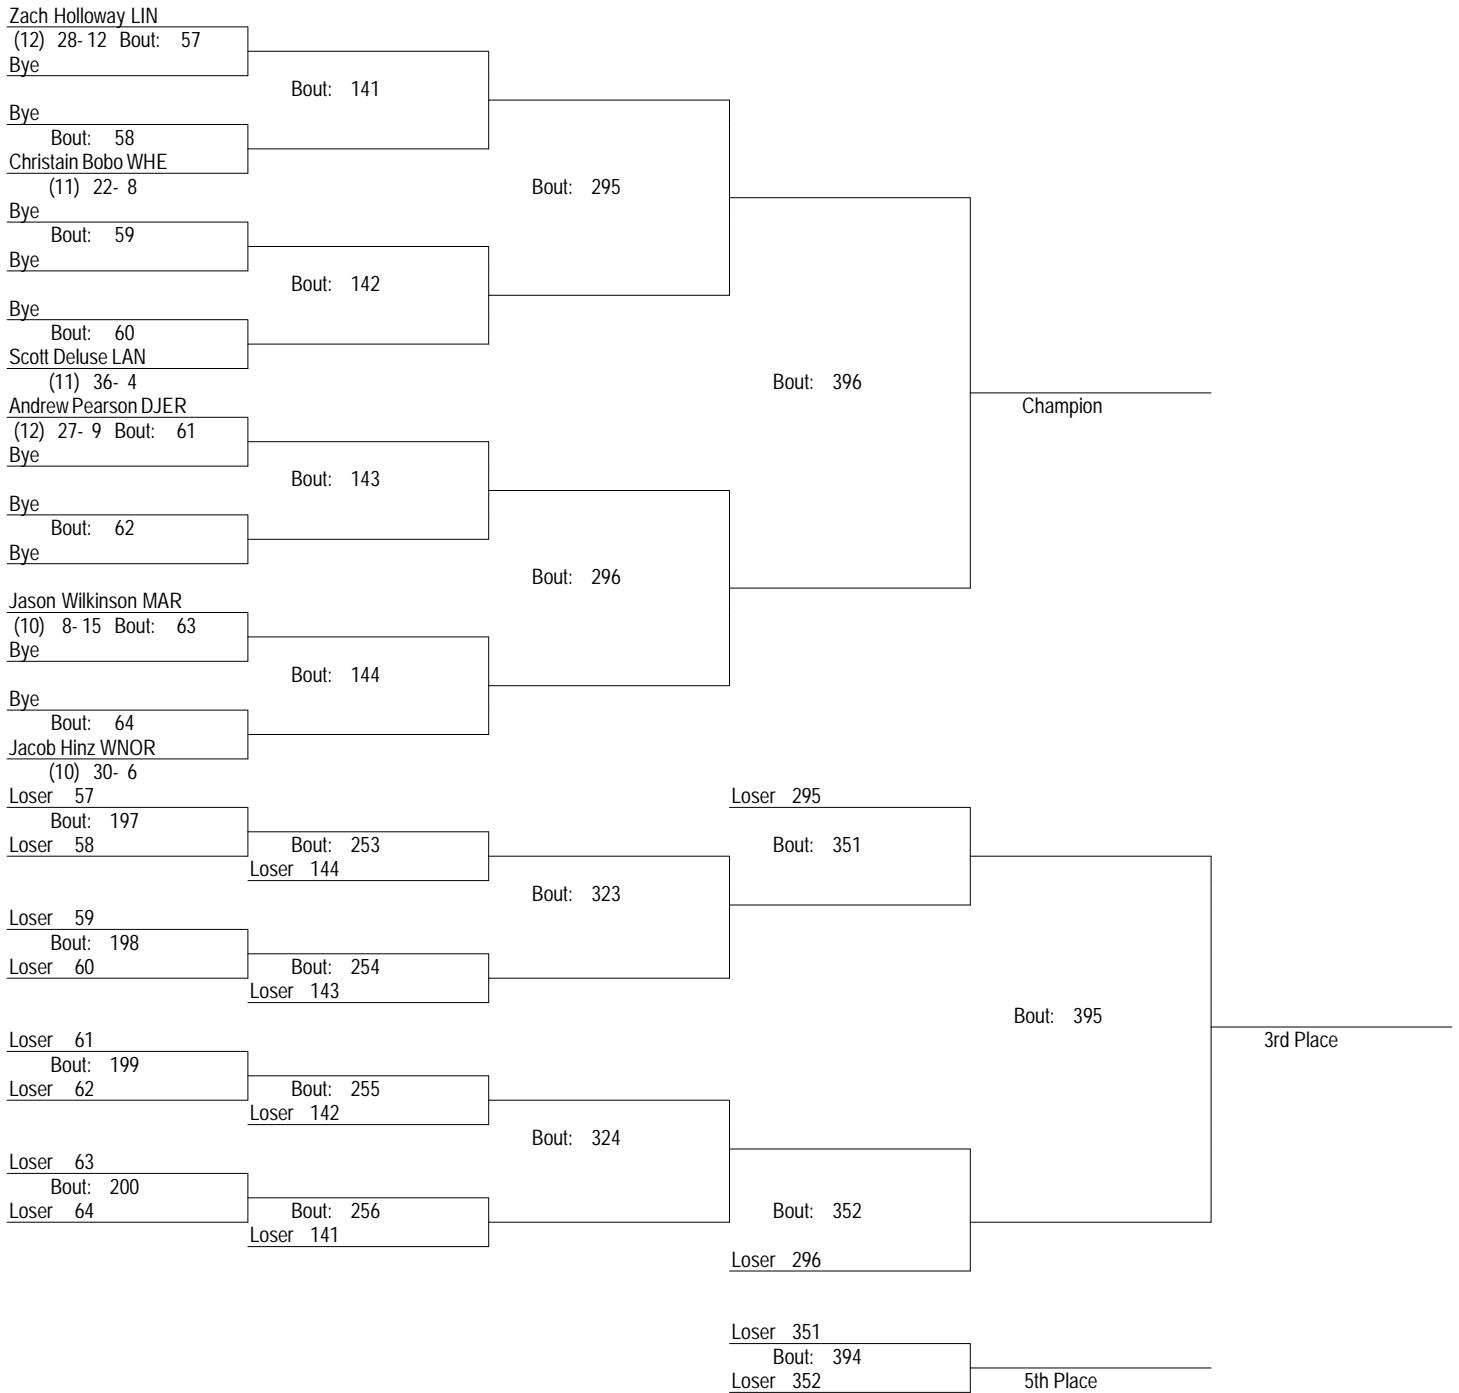 Zach Holloway LIN
(12) 28- 12 Bout: 57
Bye
Bout: 141
Bye
Bout: 58
Christain Bobo WHE
(11) 22- 8
Bout: 295
Bye
Bout: 59
Bye
Bout: 142
Bye
Bout: 60
Scott Deluse LAN
(11) 36- 4
Bout: 396
Andrew Pearson DJER
Champion
(12) 27- 9 Bout: 61
Bye
Bout: 143
Bye
Bout: 62
Bye
Bout: 296
Jason Wilkinson MAR
(10) 8- 15 Bout: 63
Bye
Bout: 144
Bye
Bout: 64
Jacob Hinz WNOR
(10) 30- 6
Loser 57
Loser 295
Bout: 197
Loser 58
Bout: 253
Bout: 351
Loser 144
Bout: 323
Loser 59
Bout: 198
Loser 60
Bout: 254
Loser 143
Bout: 395
Loser 61
3rd Place
Bout: 199
Loser 62
Bout: 255
Loser 142
Bout: 324
Loser 63
Bout: 200
Loser 64
Bout: 256
Bout: 352
Loser 141
Loser 296
Loser 351
Bout: 394
Loser 352
5th Place